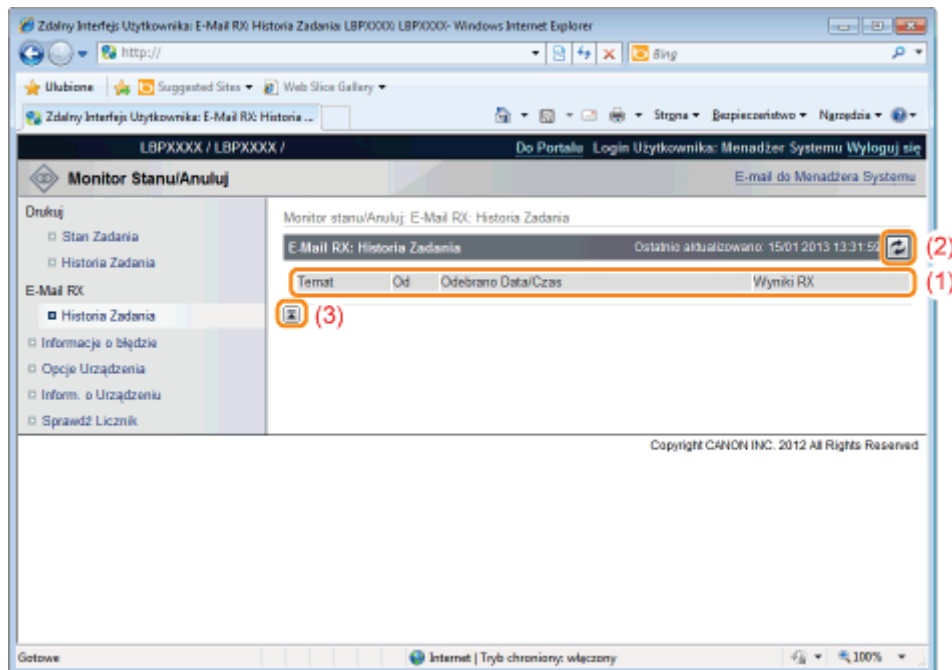 Zdalny Interfejs Użytkownika: E-Mail RX: Historia Zadania: LBPXXXX: LBPXXXX- Windows Internet Explorer
http://
Bing
Ulubione Suggested Sites Web Slice Gallery
Zdalny Interfejs Użytkownika: E-Mail RX: Historia ...
Strona Bezpieczeństwo Narzędzia
LBPXXXX / LBPXXXX /
Do Portalu Login Użytkownika: Menadżer Systemu Wyloguj się
Monitor Stanu/Anuluj
E-mail do Menadżera Systemu
Drukuj
Stan Zadania
Historia Zadania
E-Mail RX
Historia Zadania
Informacje o błędzie
Opcje Urządzenia
Inform. o Urządzeniu
Sprawdź Licznik
Monitor stanu/Anuluj: E-Mail RX: Historia Zadania
E-Mail RX: Historia Zadania
Ostatnio aktualizowano: 15/01 2013 13:31:59
(2)
Temat Od Odebrano Data/Czas Wyniki RX
(1)
(3)
Copyright CANON INC. 2012 All Rights Reserved
Gotowe
Internet | Tryb chroniony: włączony
100%